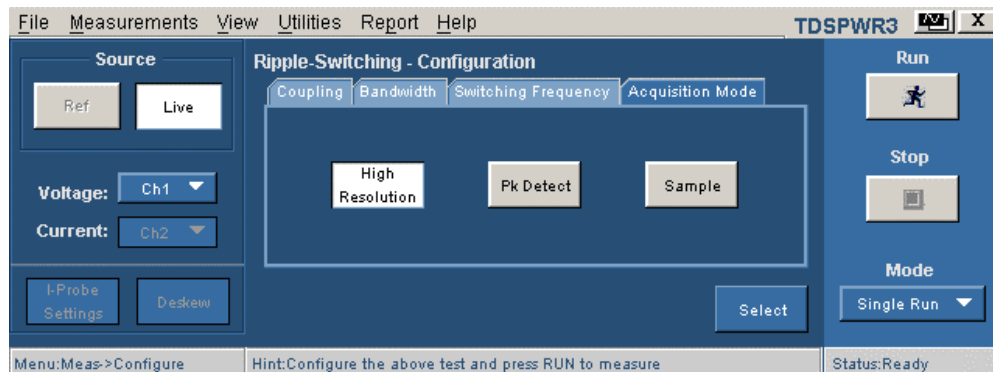 File Measurements View Utilities Report Help TDSPWR3 X
Source
Ref Live
Voltage: Ch1
Current: Ch2
I-Probe
Settings
Deskew
Ripple-Switching - Configuration
Coupling Bandwidth Switching Frequency Acquisition Mode
High
Resolution
Pk Detect
Sample
Select
Run
Stop
Mode
Single Run
Menu:Meas->Configure Hint:Configure the above test and press RUN to measure Status:Ready